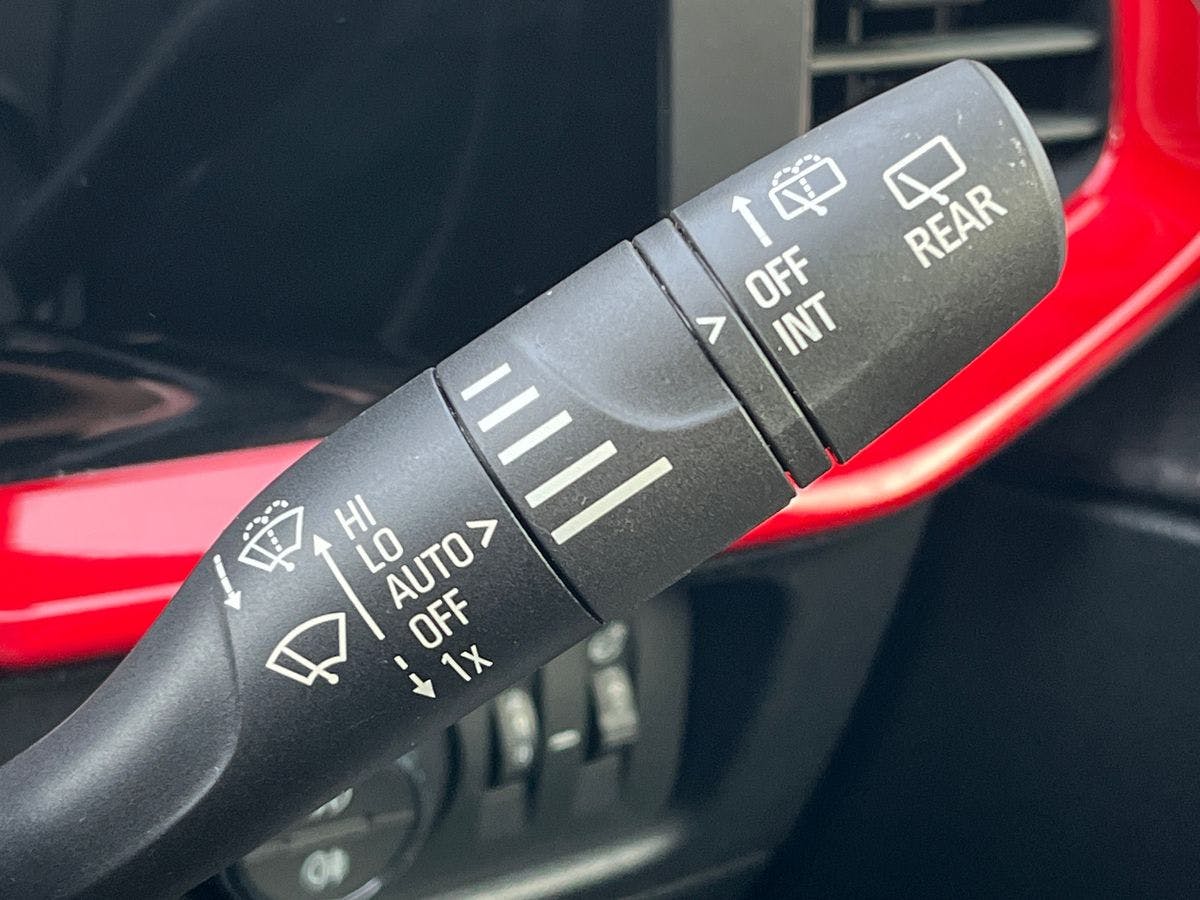 HI
LO
AUTO >
OFF
1x
>
OFF
INT
REAR